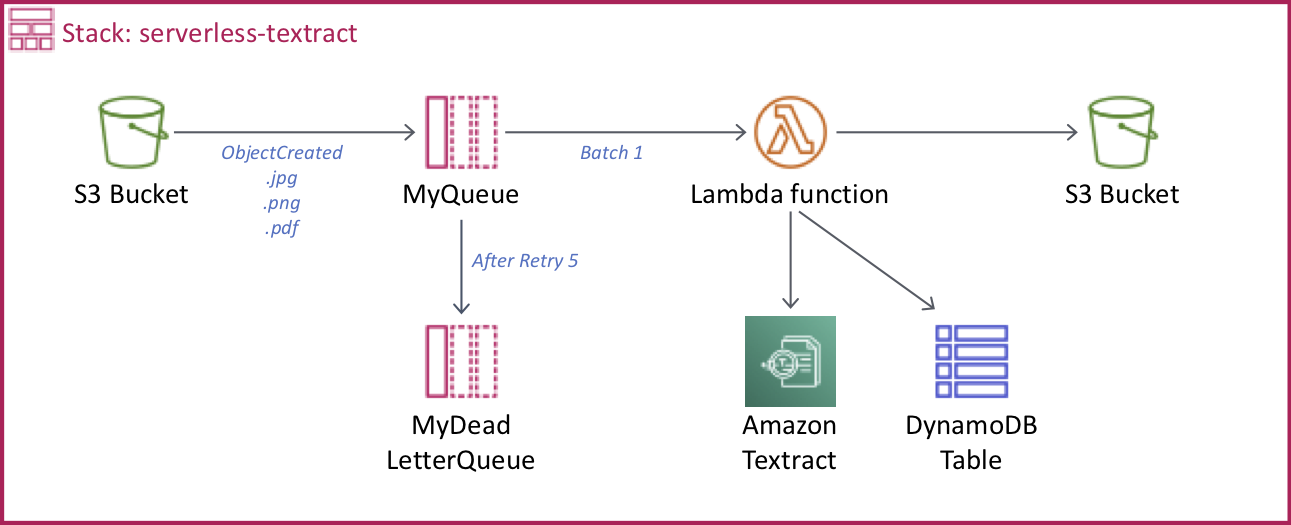 Stack: serverless-textract
ObjectCreated
.jpg
.png
.pdf
Batch 1
S3 Bucket
MyQueue
Lambda function
S3 Bucket
After Retry 5
MyDead
LetterQueue
Amazon
Textract
DynamoDB
Table